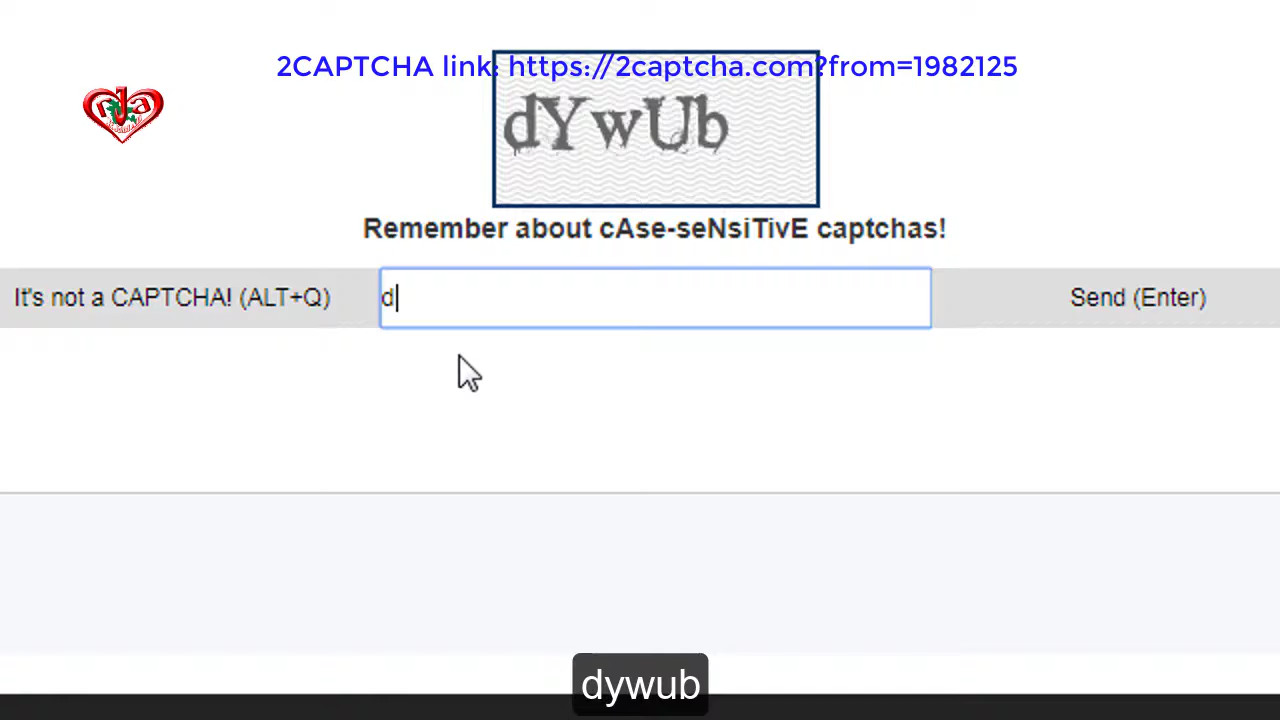 2CAPTCHA link: https://2captcha.com?from=1982125
dYwUb
Remember about cAse-seNsiTivE captchas!
It's not a CAPTCHA! (ALT+Q)
d
Send (Enter)
dywub